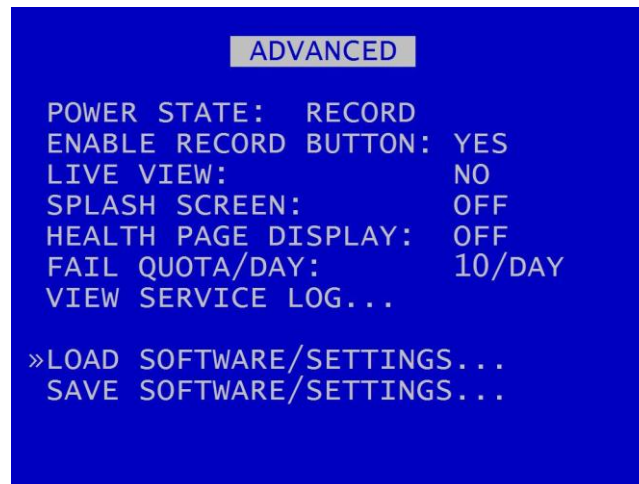 ADVANCED
POWER STATE: RECORD
ENABLE RECORD BUTTON: YES
LIVE VIEW: NO
SPLASH SCREEN: OFF
HEALTH PAGE DISPLAY: OFF
FAIL QUOTA/DAY: 10/DAY
VIEW SERVICE LOG...
»LOAD SOFTWARE/SETTINGS...
SAVE SOFTWARE/SETTINGS...